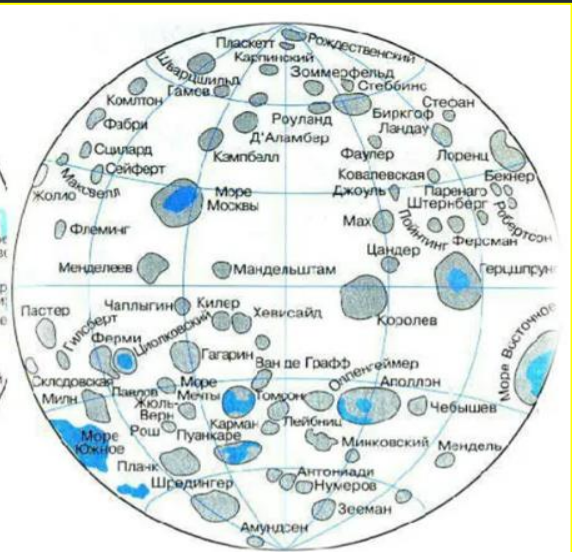 Рождественский
Пласкетт
Карпинский
Шварцшильд
Зоммерфельд
Гамов
Стеббинс
Комптон
Стефан
Роуланд
Биркгоф
Фабри
Ландау
Д'Аламбер
Сцилард
Кэмпбелл
Фаулер
Лоренц
Сейферт
Ковалевская
Бекнер
Максвелл
Жолио
Море
Москвы
Джоуль
Паренаго
Штернберг
Робертсон
Мах
Пойнтинг
Ферсман
Флеминг
Цандер
Менделеев
Мандельштам
Герцшпрунг
Чаплыгин
Килер
Хевисайд
Королев
Пастер
Гилсберт
Ферми
Циолковский
Гагарин
Ван де Графф
Оппенгеймер
Море Восточное
Склодовская
Павлов
Море
Мечты
Томсон
Аполлон
Милн
Жюль-
Верн
Чебышев
Карман
Лейбниц
Рош
Пуанкаре
Море
Южное
Минковский
Мендель
Планк
Антониади
Шредингер
Нумеров
Зееман
Амундсен